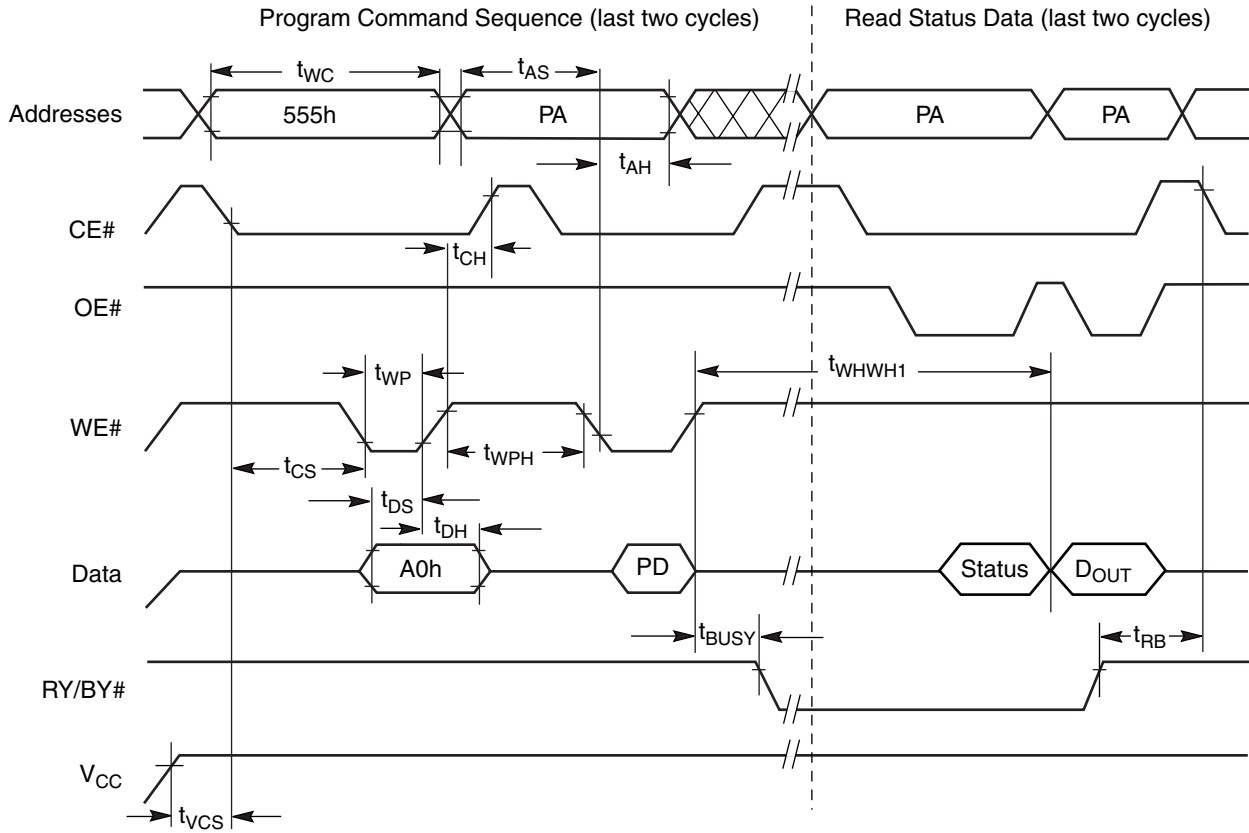 Program Command Sequence (last two cycles) Read Status Data (last two cycles)
tWC tAS
Addresses 555h PA PA PA
tAH
CE#
tCH
OE#
tWP tWHWH1
WE#
tCS tWPH
tDS
tDH
Data A0h PD Status DOUT
tBUSY tRB
RY/BY#
VCC
tVCS